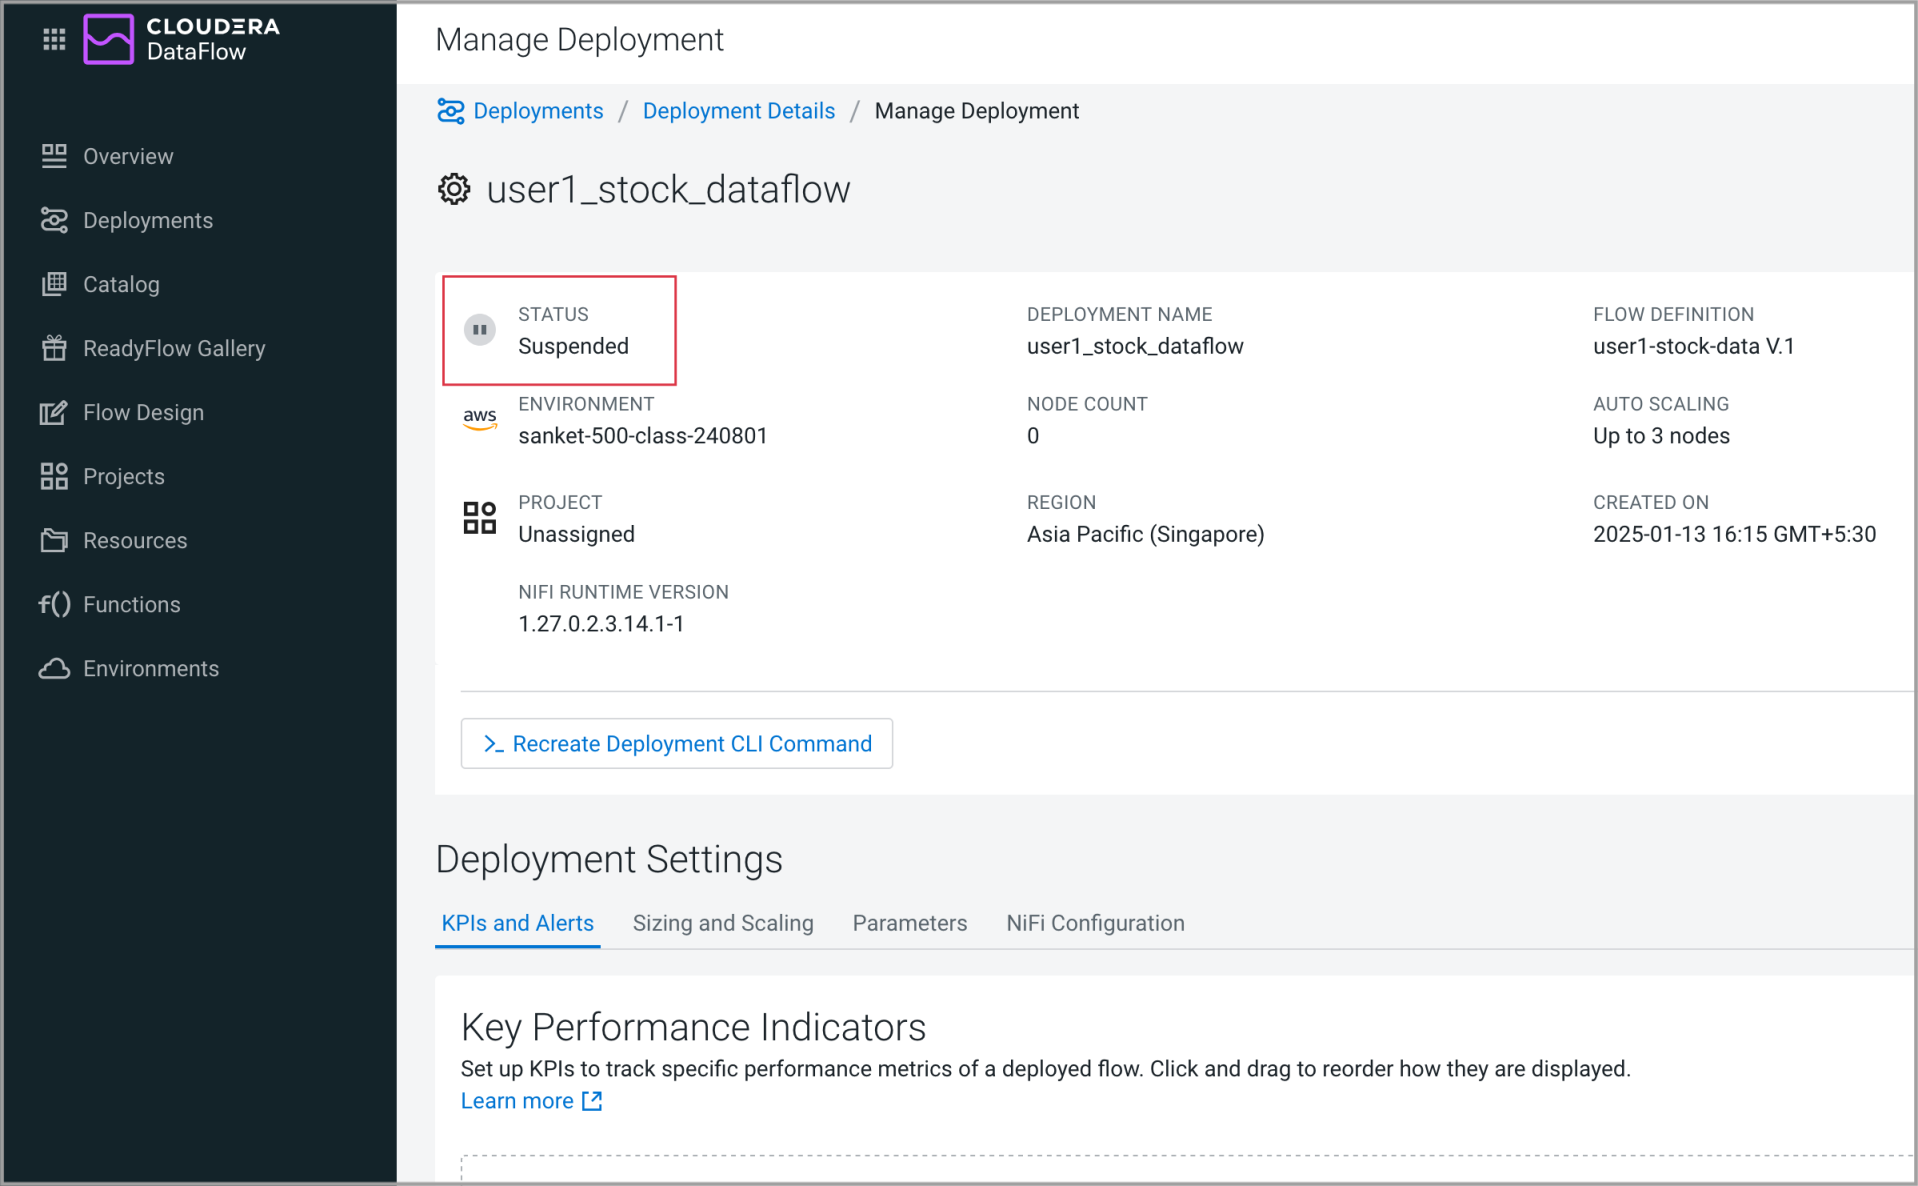 CLOUDERA
DataFlow
Overview
Deployments
Catalog
ReadyFlow Gallery
Flow Design
Projects
Resources
f() Functions
Environments
Manage Deployment
Deployments / Deployment Details / Manage Deployment
user1_stock_dataflow
STATUS
Suspended
DEPLOYMENT NAME
user1_stock_dataflow
FLOW DEFINITION
user1-stock-data V.1
aws
ENVIRONMENT
sanket-500-class-240801
NODE COUNT
0
AUTO SCALING
Up to 3 nodes
PROJECT
Unassigned
REGION
Asia Pacific (Singapore)
CREATED ON
2025-01-13 16:15 GMT+5:30
NIFI RUNTIME VERSION
1.27.0.2.3.14.1-1
>_ Recreate Deployment CLI Command
Deployment Settings
KPIs and Alerts Sizing and Scaling Parameters NiFi Configuration
Key Performance Indicators
Set up KPIs to track specific performance metrics of a deployed flow. Click and drag to reorder how they are displayed.
Learn more